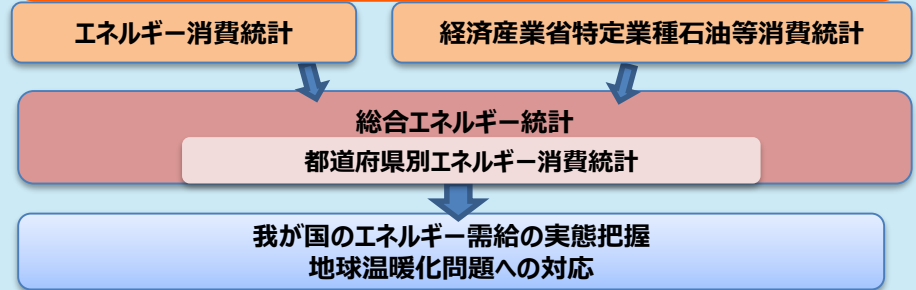 エネルギー消費統計
経済産業省特定業種石油等消費統計
総合エネルギー統計
都道府県別エネルギー消費統計
我が国のエネルギー需給の実態把握
地球温暖化問題への対応